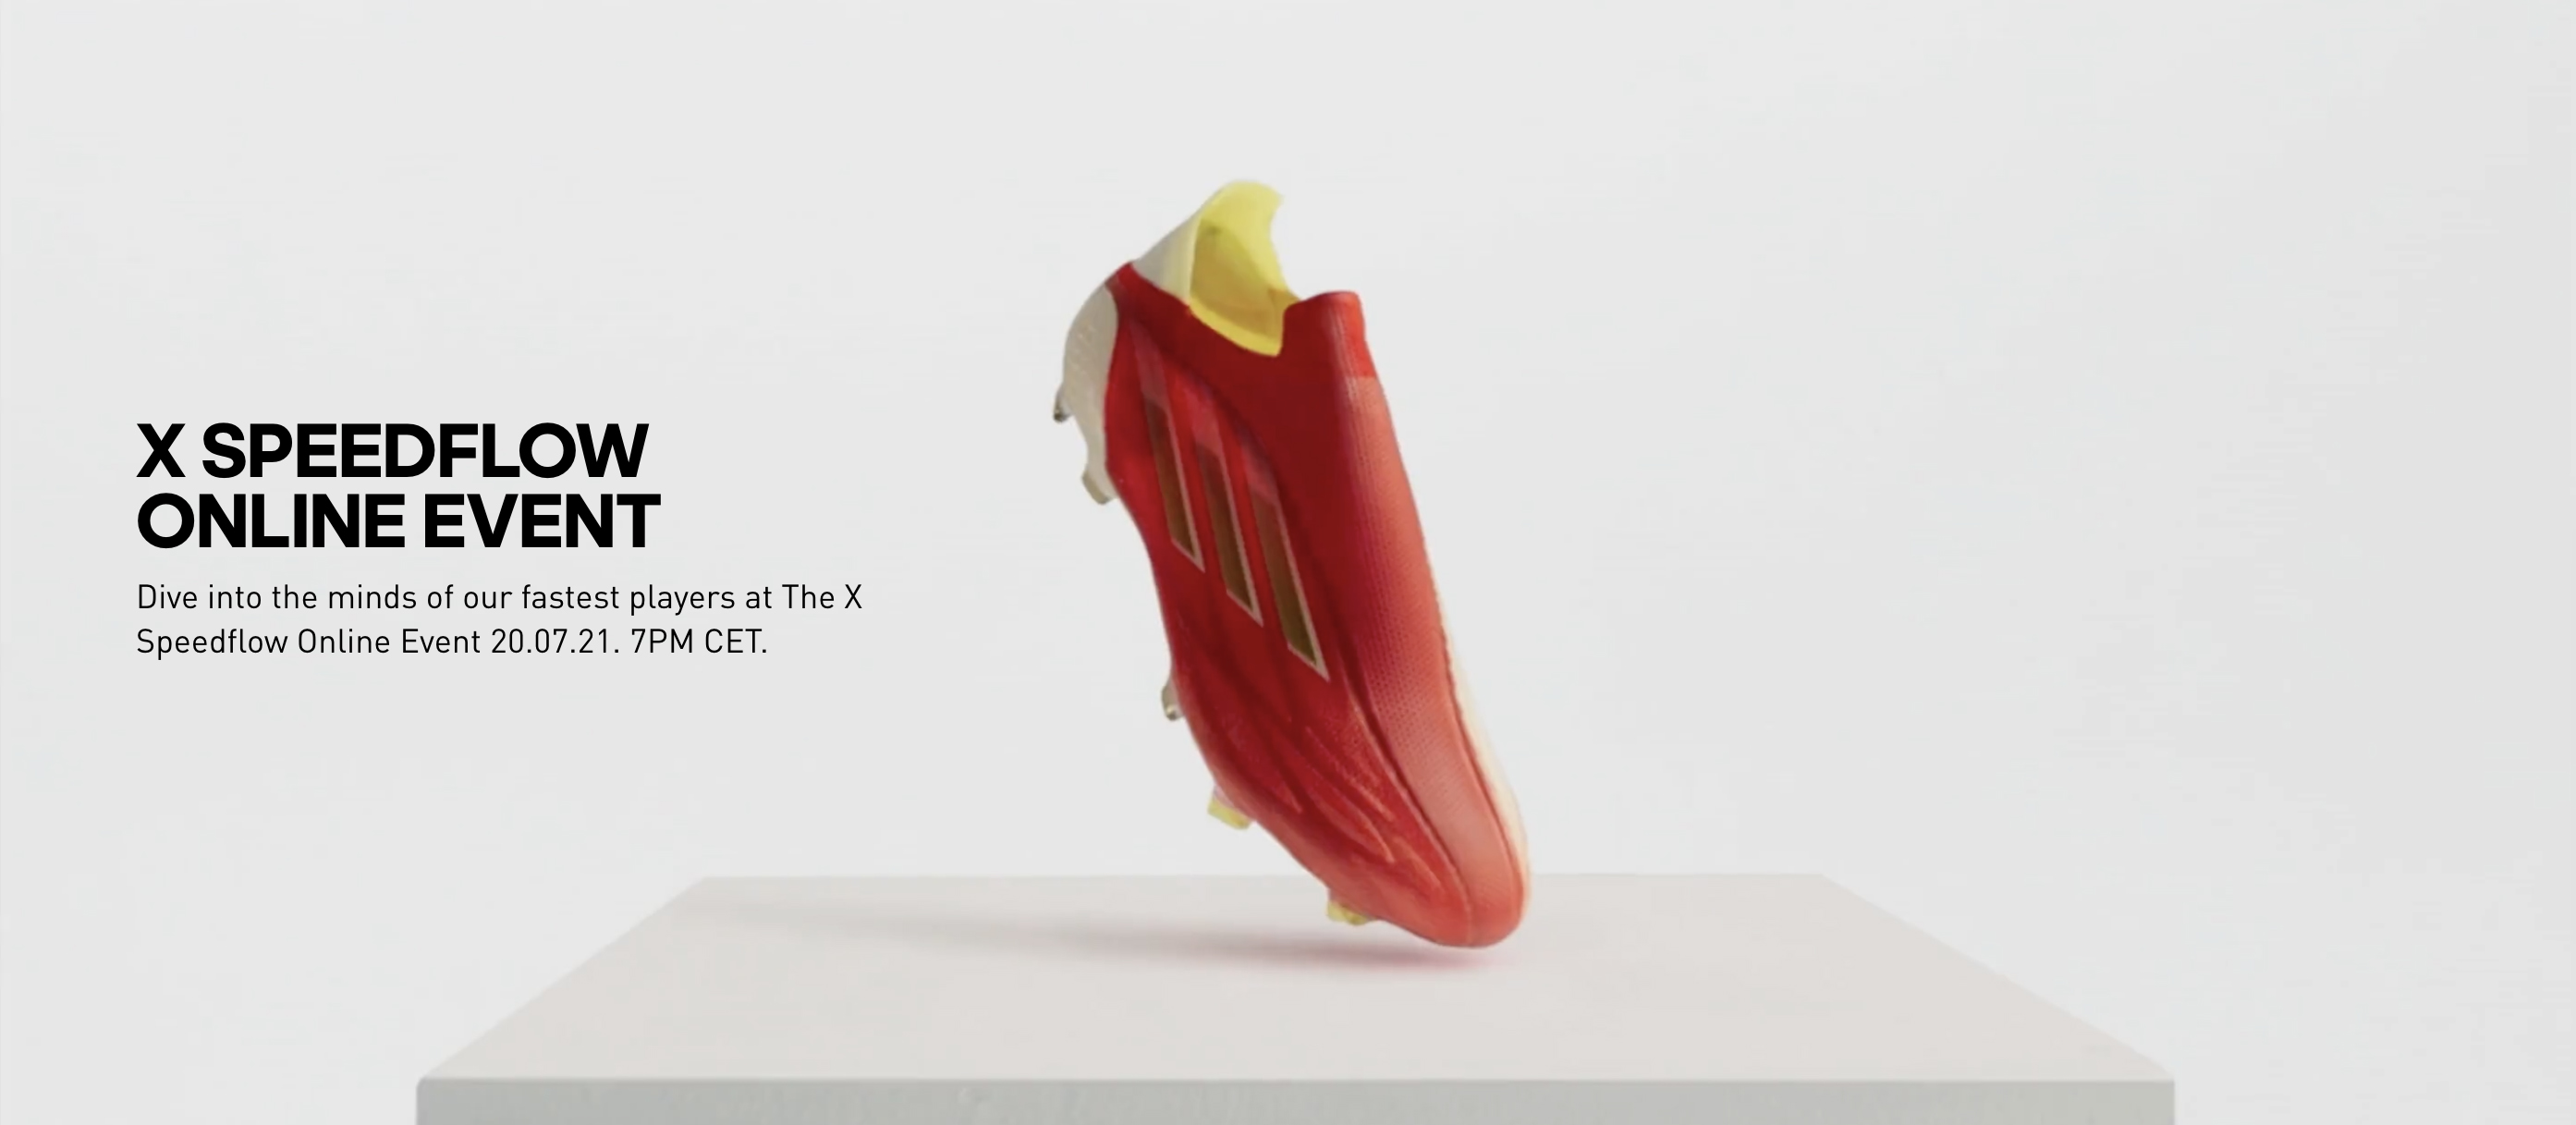 X SPEEDFLOW
ONLINE EVENT
Dive into the minds of our fastest players at The X
Speedflow Online Event 20.07.21. 7PM CET.